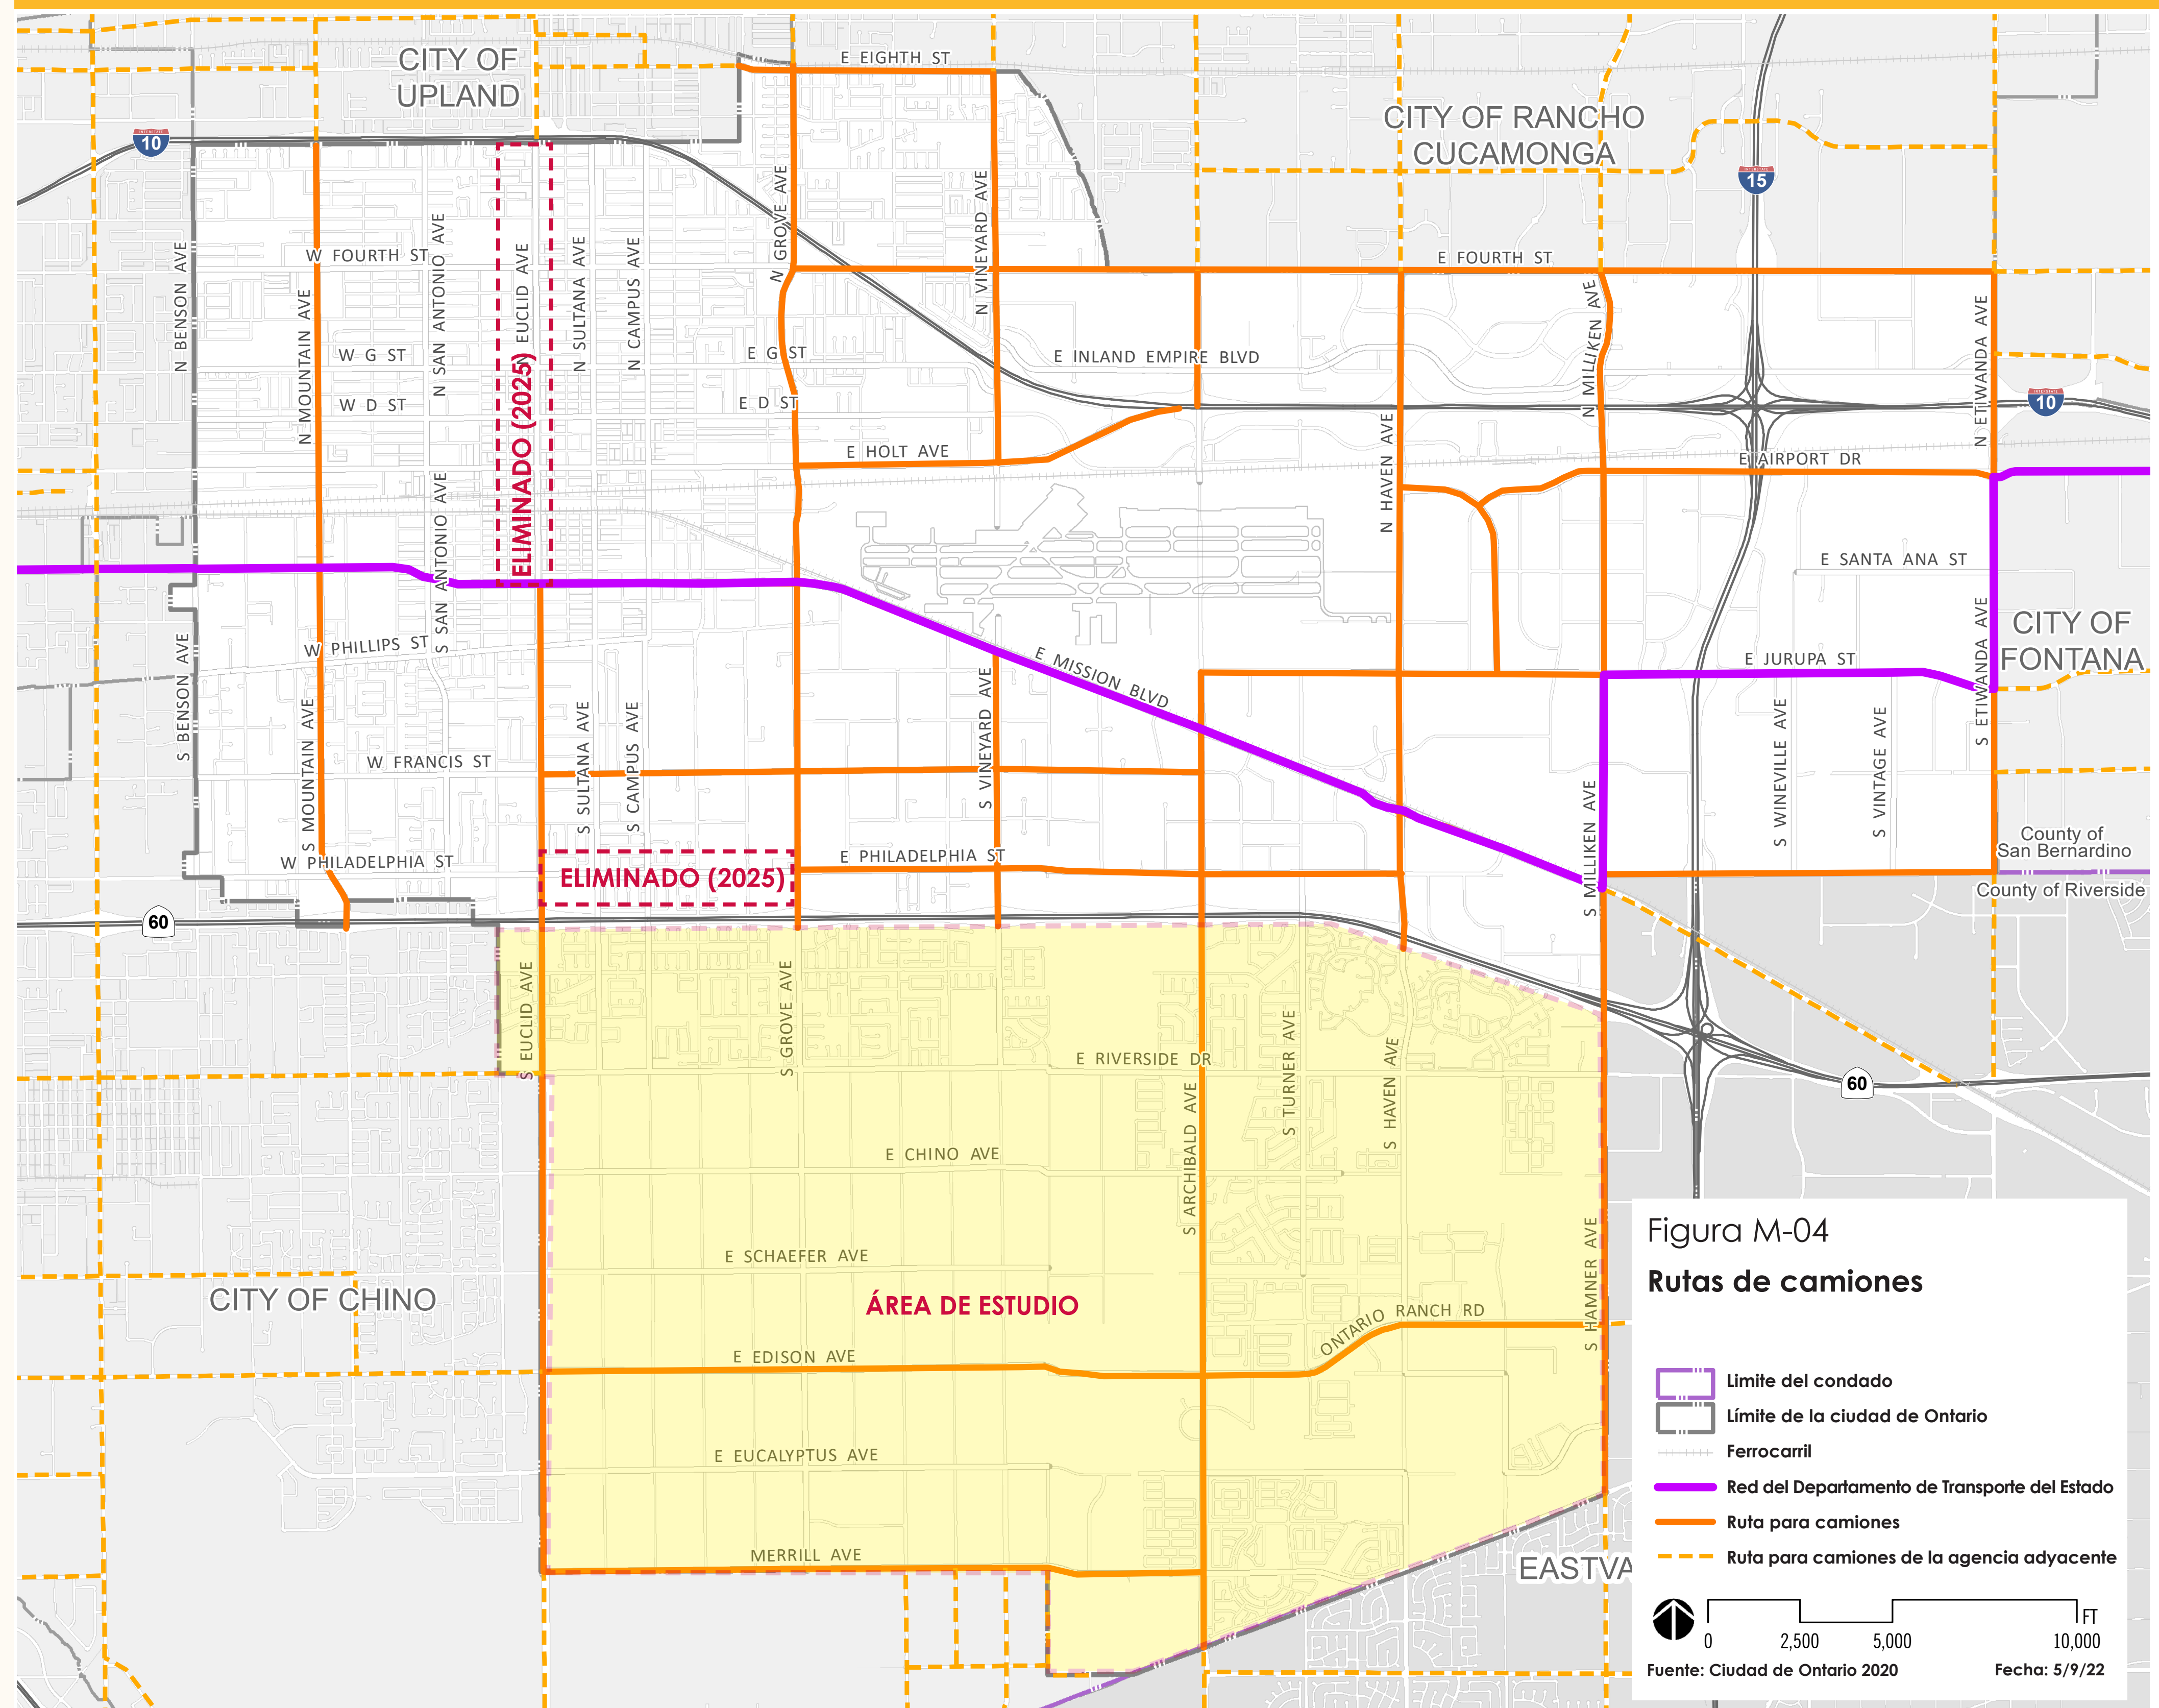 CITY OF
UPLAND
E EIGHTH ST
CITY OF RANCHO
CUCAMONGA
INTERSTATE
10
INTERSTATE
15
N GROVE AVE
N VINEYARD AVE
N BENSON AVE
W FOURTH ST
N SAN ANTONIO AVE
N EUCLID AVE
N SULTANA AVE
N CAMPUS AVE
E FOURTH ST
N MOUNTAIN AVE
N MILLIKEN AVE
N ETIWANDA AVE
W G ST
E G ST
E INLAND EMPIRE BLVD
ELIMINADO (2025)
W D ST
E D ST
INTERSTATE
10
N HAVEN AVE
E HOLT AVE
E AIRPORT DR
S SAN ANTONIO AVE
E SANTA ANA ST
W PHILLIPS ST
S BENSON AVE
E MISSION BLVD
E JURUPA ST
S ETIWANDA AVE
CITY OF
FONTANA
S MOUNTAIN AVE
S SULTANA AVE
S CAMPUS AVE
S VINEYARD AVE
S WINEVILLE AVE
S VINTAGE AVE
W FRANCIS ST
S MILLIKEN AVE
County of
San Bernardino
W PHILADELPHIA ST
ELIMINADO (2025)
E PHILADELPHIA ST
County of Riverside
60
S EUCLID AVE
S GROVE AVE
E RIVERSIDE DR
S TURNER AVE
S HAVEN AVE
60
S ARCHIBALD AVE
E CHINO AVE
S HAMNER AVE
E SCHAEFER AVE
CITY OF CHINO
ÁREA DE ESTUDIO
ONTARIO RANCH RD
E EDISON AVE
E EUCALYPTUS AVE
MERRILL AVE
EASTVA
Figura M-04
Rutas de camiones
Limite del condado
Límite de la ciudad de Ontario
Ferrocarril
Red del Departamento de Transporte del Estado
Ruta para camiones
Ruta para camiones de la agencia adyacente
FT
0 2,500 5,000 10,000
Fuente: Ciudad de Ontario 2020 Fecha: 5/9/22